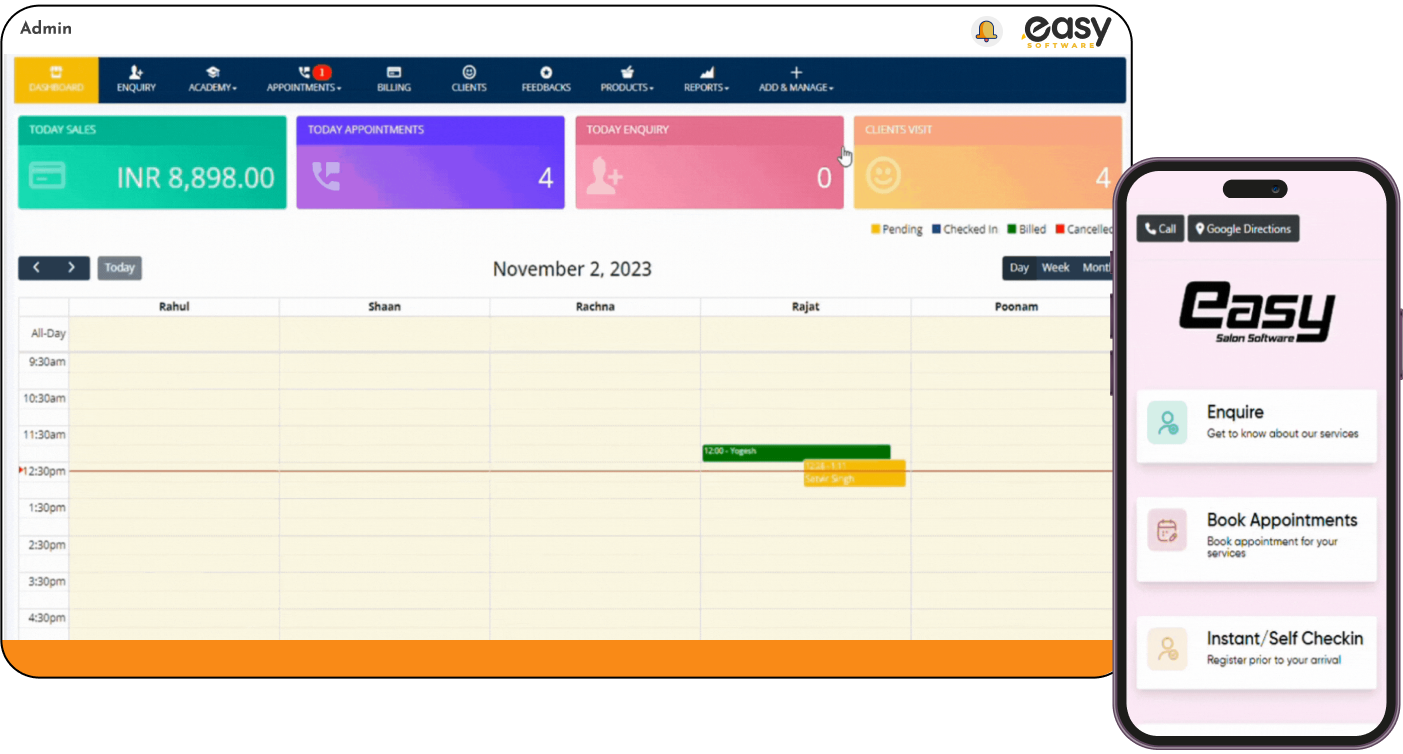 Admin
easy
SOFTWARE
DASHBOARD
ENQUIRY
ACADEMY
1
APPOINTMENTS
BILLING
CLIENTS
FEEDBACKS
PRODUCTS
REPORTS
ADD & MANAGE
TODAY SALES
INR 8,898.00
TODAY APPOINTMENTS
4
TODAY ENQUIRY
0
CLIENTS VISIT
4
Pending Checked In Billed Cancelled
Today
November 2, 2023
Day Week Month
Rahul Shaan Rachna Rajat Poonam
All-Day
9:30am
10:30am
11:30am
12:00 - Yogesh
12:30pm
Singh
1:30pm
2:30pm
3:30pm
4:30pm
Call
Google Directions
easy
Salon Software
Enquire
Get to know about our services
Book Appointments
Book appointment for your
services
Instant/Self Checkin
Register prior to your arrival